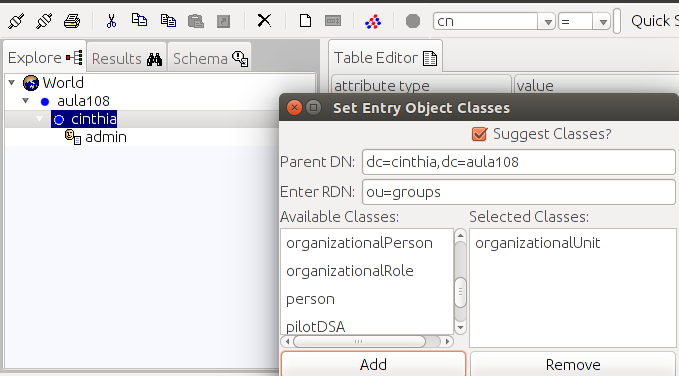 cn
=
Quick S
Explore
Results
Schema
Table Editor
World
aula108
cinthia
admin
attribute type
value
Set Entry Object Classes
Suggest Classes?
Parent DN:
dc=cinthia,dc=aula108
Enter RDN:
ou=groups
Available Classes:
Selected Classes:
organizationalPerson
organizationalRole
person
pilotDSA
organizationalUnit
Add
Remove